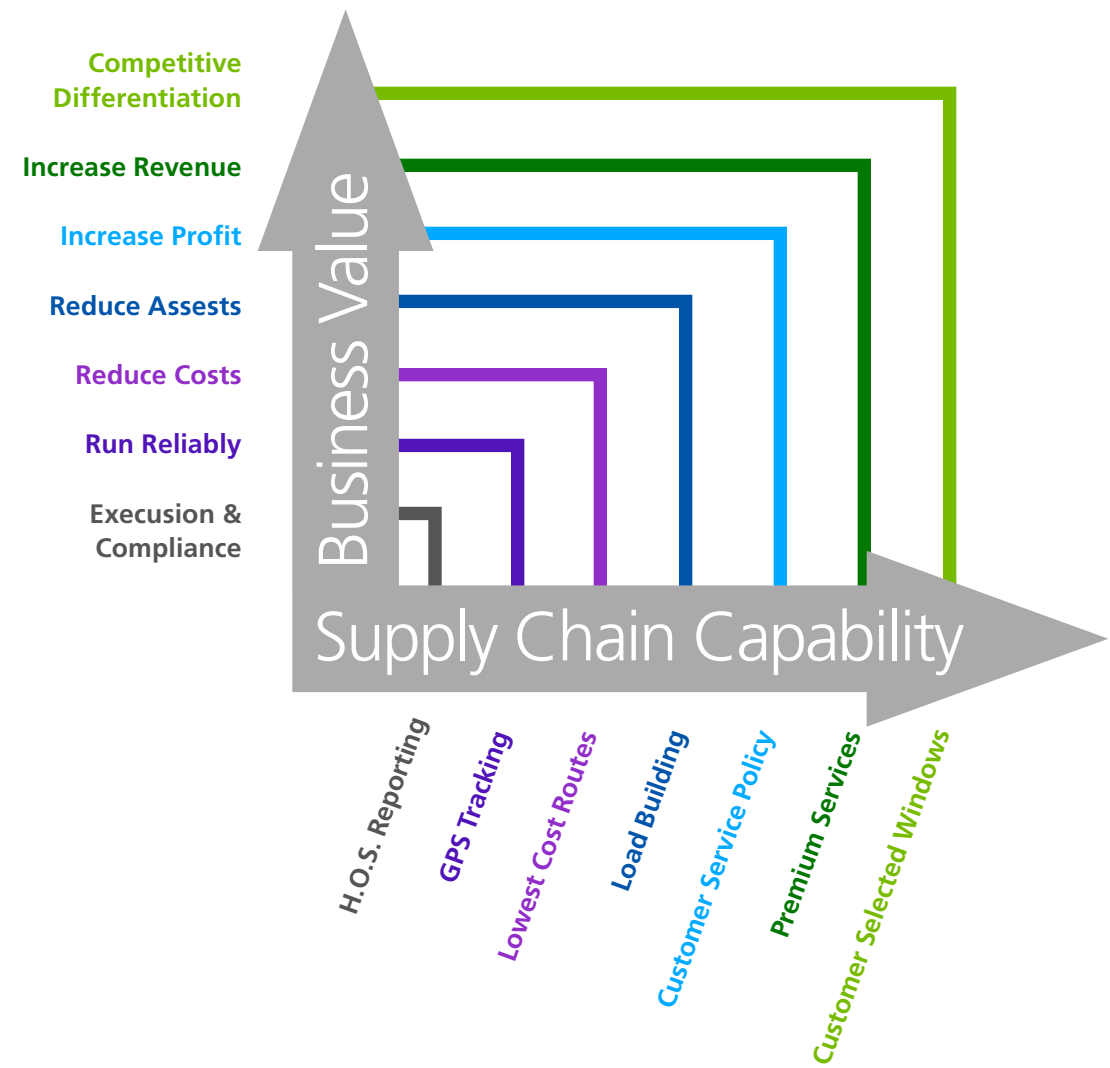 Competitive
Differentiation
Increase Revenue
Increase Profit
Reduce Assests
Reduce Costs
Run Reliably
Execusion &
Compliance
Business Value
Supply Chain Capability
H.O.S. Reporting
GPS Tracking
Lowest Cost Routes
Load Building
Customer Service Policy
Premium Services
Customer Selected Windows